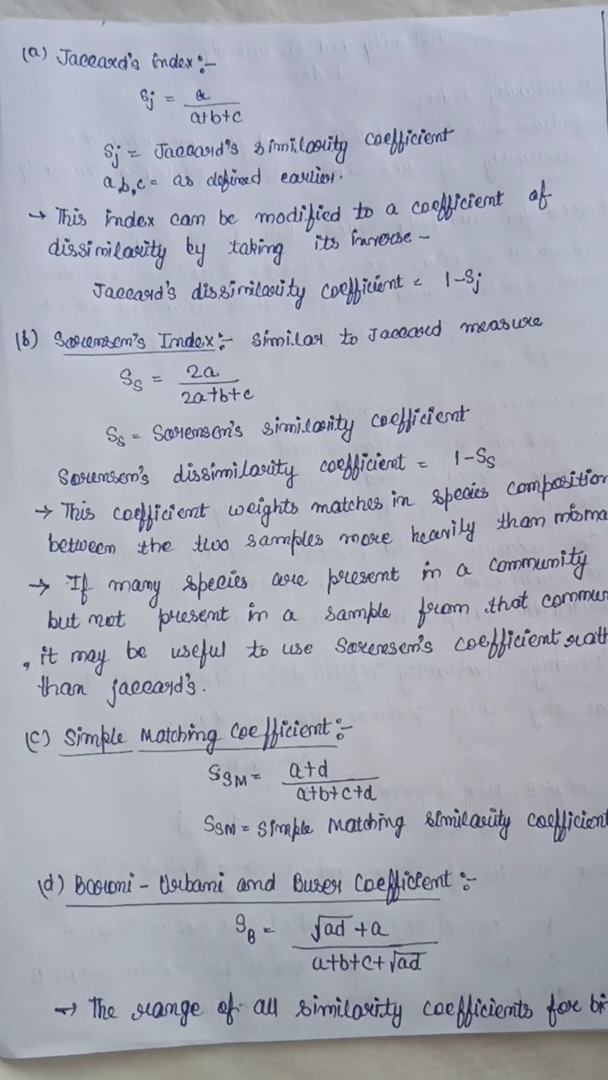 (a) Jaccard's index :-
Sj = a / a+b+c
Sj = Jaccard's similarity coefficient
a,b,c = as defined earlier.
→ This index can be modified to a coefficient of
dissimilarity by taking its inverse -
Jaccard's dissimilarity coefficient = 1-Sj
(b) Sorensen's Index :- Similar to Jaccard measure
Ss = 2a / 2a+b+c
Ss = Sorensen's similarity coefficient
Sorensen's dissimilarity coefficient = 1-Ss
→ This coefficient weights matches in species composition
between the two samples more heavily than misma
→ If many species are present in a community
but not present in a sample from that commun
, it may be useful to use Sorensen's coefficient rath
than jaccard's.
(c) Simple Matching Coefficient :-
SSM = a+d / a+b+c+d
SSM = Simple Matching similarity coefficient
(d) Baroni - Urbani and Buser Coefficient :-
SB = √ad + a / a+b+c+√ad
→ The range of all similarity coefficients for bi